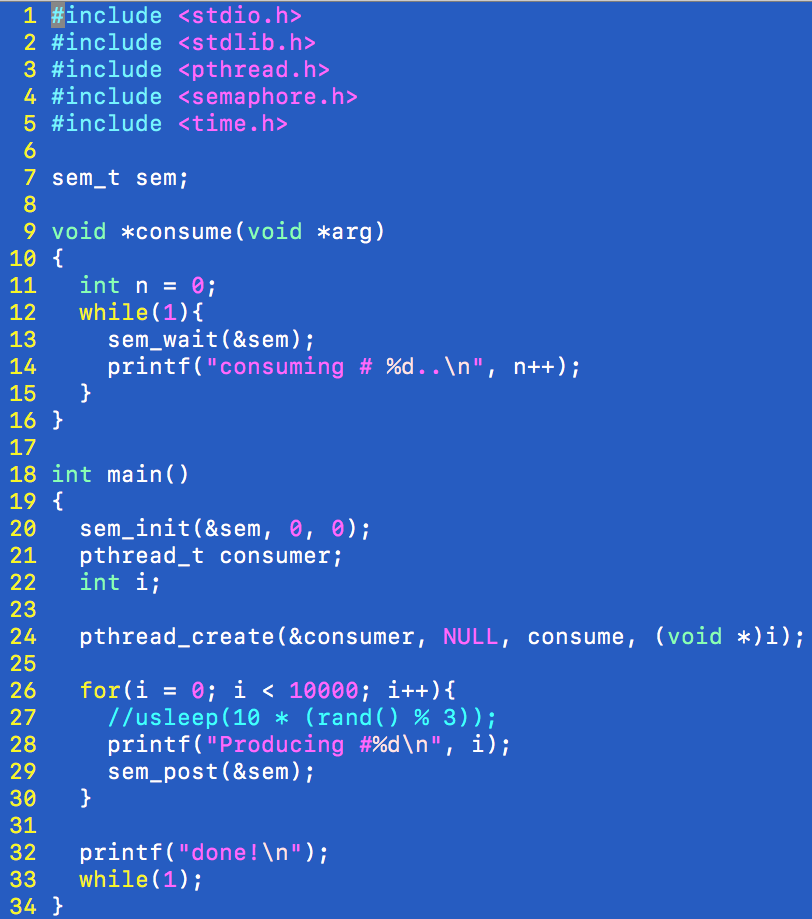 1 #include <stdio.h>
2 #include <stdlib.h>
3 #include <pthread.h>
4 #include <semaphore.h>
5 #include <time.h>
6
7 sem_t sem;
8
9 void *consume(void *arg)
10 {
11   int n = 0;
12   while(1){
13     sem_wait(&sem);
14     printf("consuming # %d..\n", n++);
15   }
16 }
17
18 int main()
19 {
20   sem_init(&sem, 0, 0);
21   pthread_t consumer;
22   int i;
23
24   pthread_create(&consumer, NULL, consume, (void *)i);
25
26   for(i = 0; i < 10000; i++){
27     //usleep(10 * (rand() % 3));
28     printf("Producing #%d\n", i);
29     sem_post(&sem);
30   }
31
32   printf("done!\n");
33   while(1);
34 }